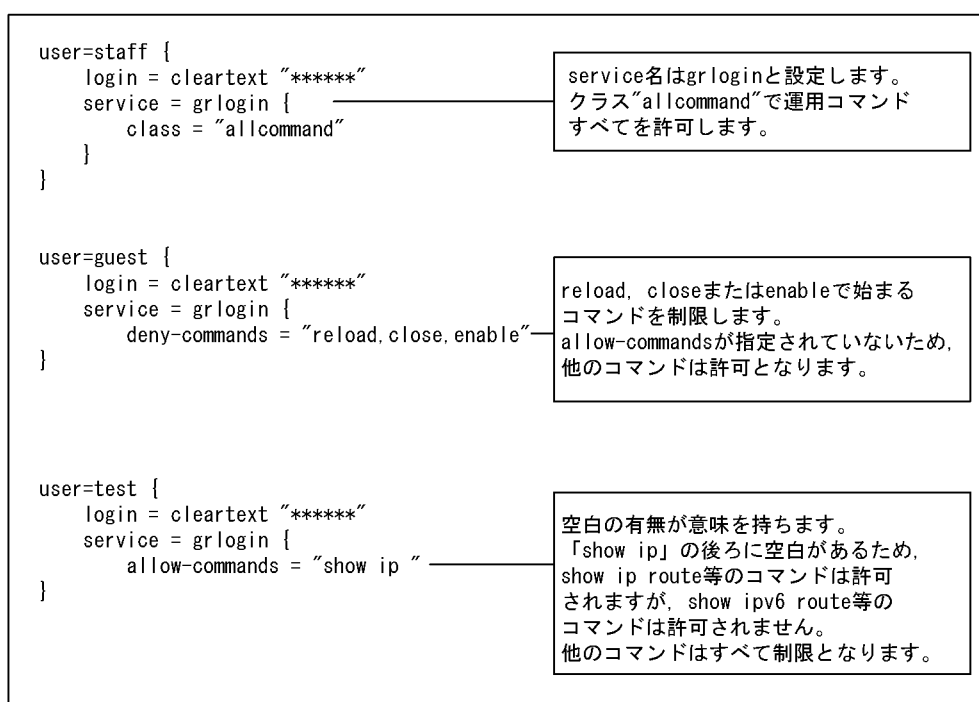 user=staff {
    login = cleartext "******"
    service = grlogin {
        class = "allcommand"
    }
}
service名はgrloginと設定します。
クラス"allcommand"で運用コマンド
すべてを許可します。
user=guest {
    login = cleartext "******"
    service = grlogin {
        deny-commands = "reload,close,enable"
}
reload, closeまたはenableで始まる
コマンドを制限します。
allow-commandsが指定されていないため,
他のコマンドは許可となります。
user=test {
    login = cleartext "******"
    service = grlogin {
        allow-commands = "show ip "
}
空白の有無が意味を持ちます。
「show ip」の後ろに空白があるため,
show ip route等のコマンドは許可
されますが, show ipv6 route等の
コマンドは許可されません。
他のコマンドはすべて制限となります。